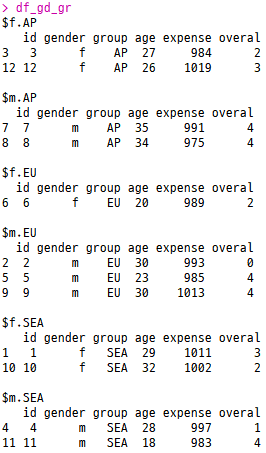 > df_gd_gr
$f.AP
   id gender group age expense overal
3   3      f    AP  27     984      2
12 12      f    AP  26    1019      3
$m.AP
  id gender group age expense overal
7  7      m    AP  35     991      4
8  8      m    AP  34     975      4
$f.EU
  id gender group age expense overal
6  6      f    EU  20     989      2
$m.EU
  id gender group age expense overal
2  2      m    EU  30     993      0
5  5      m    EU  23     985      4
9  9      m    EU  30    1013      4
$f.SEA
   id gender group age expense overal
1   1      f   SEA  29    1011      3
10 10      f   SEA  32    1002      2
$m.SEA
   id gender group age expense overal
4   4      m   SEA  28     997      1
11 11      m   SEA  18     983      4